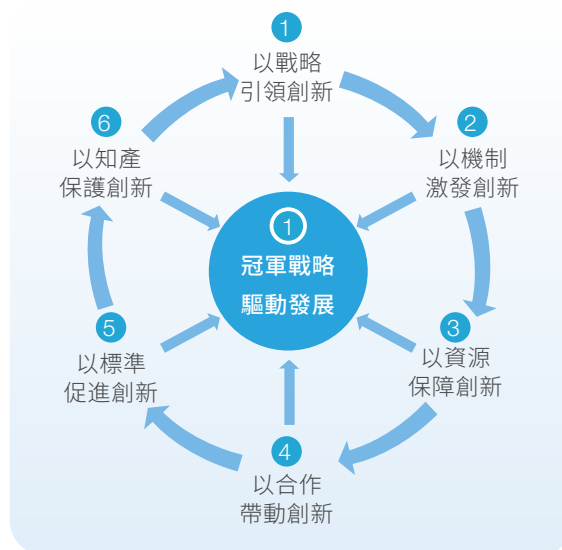 1
以戰略
引領創新
2
以機制
激發創新
3
以資源
保障創新
4
以合作
帶動創新
5
以標準
促進創新
6
以知產
保護創新
1
冠軍戰略
驅動發展